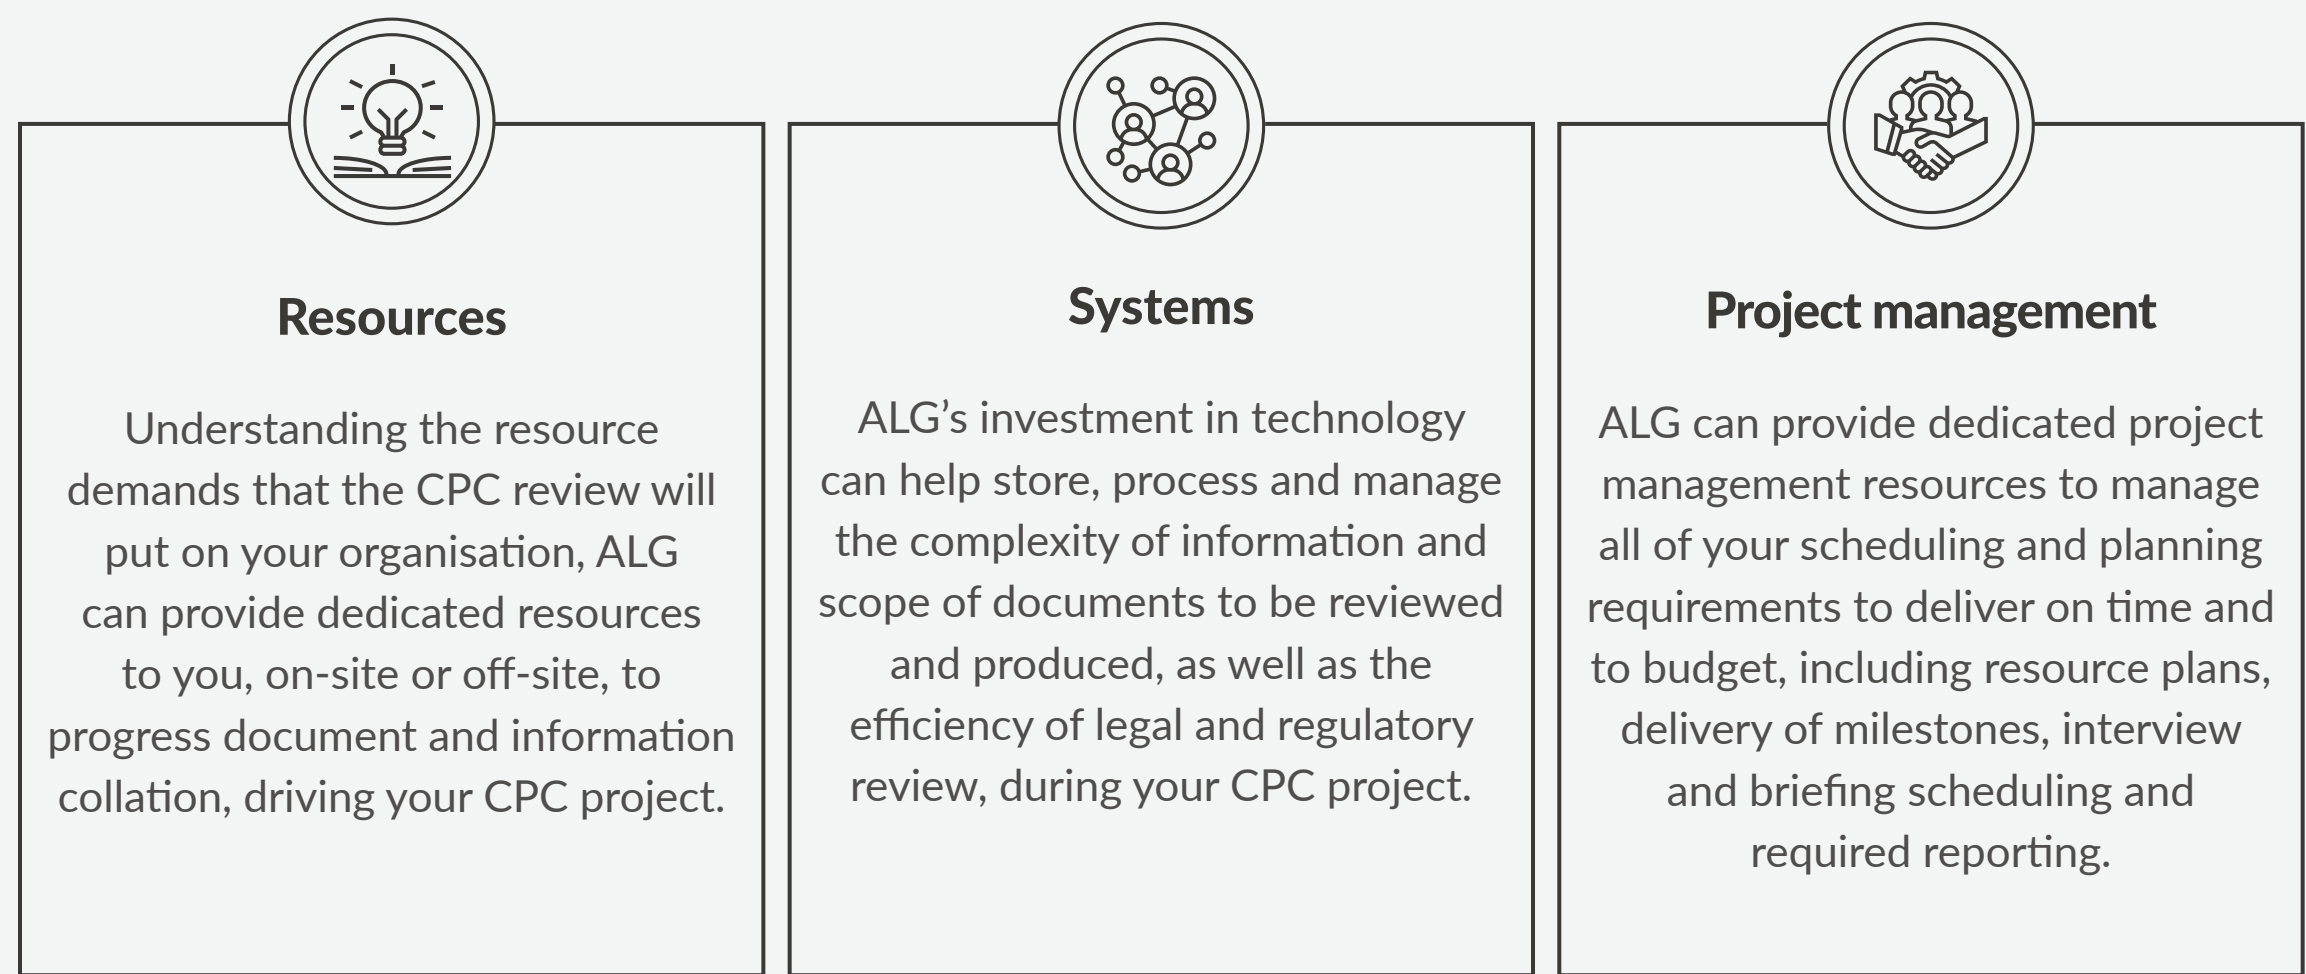 Resources
Understanding the resource
demands that the CPC review will
put on your organisation, ALG
can provide dedicated resources
to you, on-site or off-site, to
progress document and information
collation, driving your CPC project.
Systems
ALG’s investment in technology
can help store, process and manage
the complexity of information and
scope of documents to be reviewed
and produced, as well as the
efficiency of legal and regulatory
review, during your CPC project.
Project management
ALG can provide dedicated project
management resources to manage
all of your scheduling and planning
requirements to deliver on time and
to budget, including resource plans,
delivery of milestones, interview
and briefing scheduling and
required reporting.